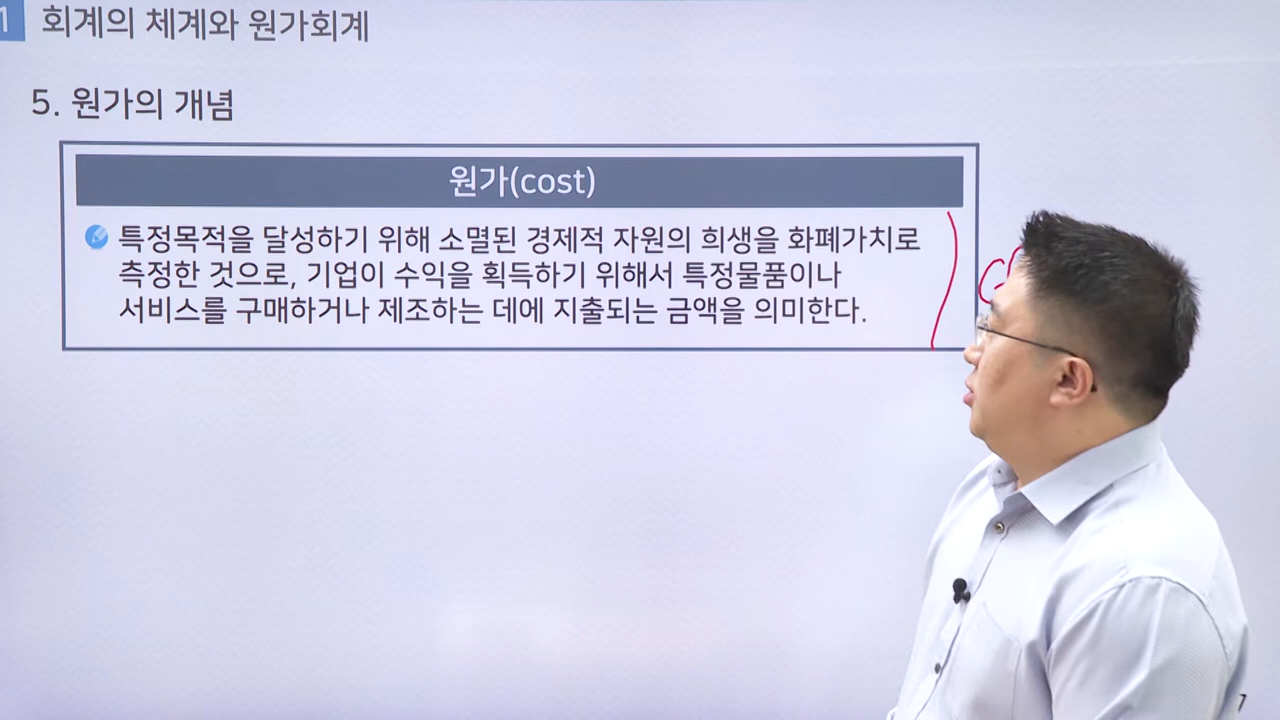 1 회계의 체계와 원가회계
5. 원가의 개념
원가(cost)
특정목적을 달성하기 위해 소멸된 경제적 자원의 희생을 화폐가치로
측정한 것으로, 기업이 수익을 획득하기 위해서 특정물품이나
서비스를 구매하거나 제조하는 데에 지출되는 금액을 의미한다.
7